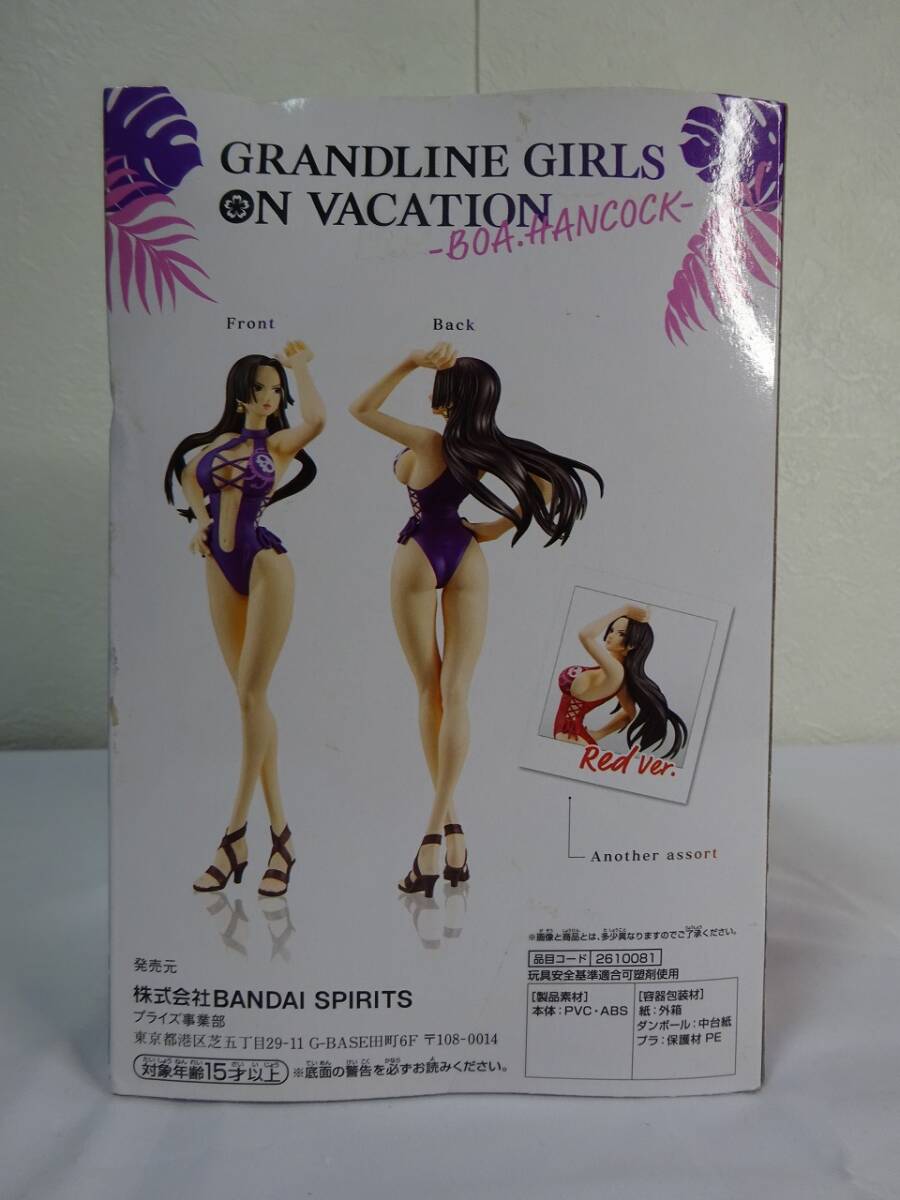 GRANDLINE GIRLS
ON VACATION
-BOA.HANCOCK-
Front
Back
Red ver.
Another assort
※画像と商品とは、多少異なりますのでご了承ください。
品目コード 2610081
玩具安全基準適合可塑剤使用
[製品素材]
本体:PVC・ABS
[容器包装材]
紙:外箱
ダンボール:中台紙
プラ:保護材 PE
発売元
株式会社BANDAI SPIRITS
プライズ事業部
東京都港区芝五丁目29-11 G-BASE田町6F 〒108-0014
対象年齢15才以上 ※底面の警告を必ずお読みください。